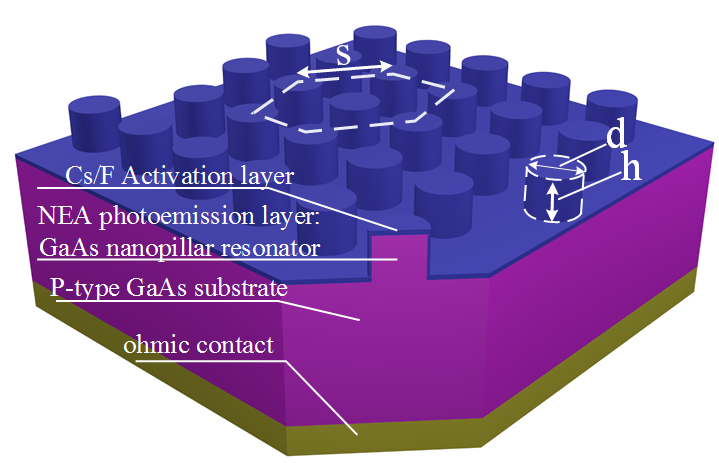 S
d
h
Cs/F Activation layer
NEA photoemission layer:
GaAs nanopillar resonator
P-type GaAs substrate
ohmic contact